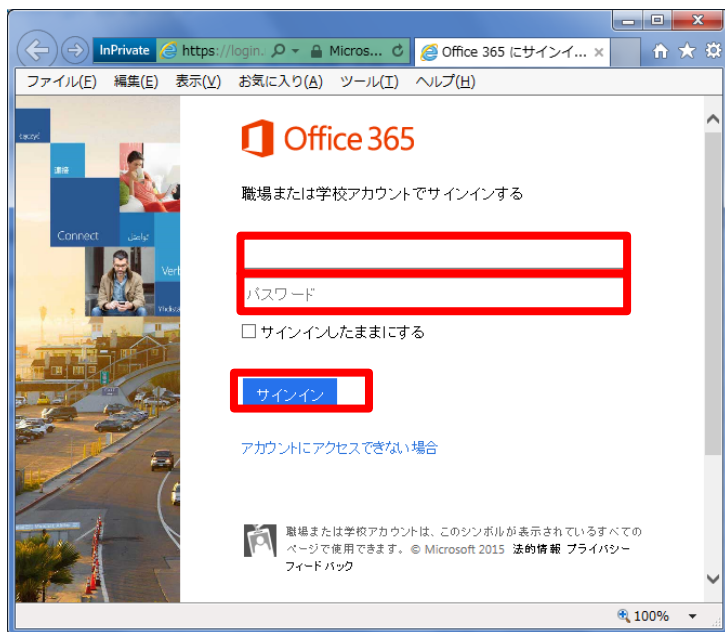 InPrivate https://login. Micros... Office 365 にサインイ... ×
ファイル(F) 編集(E) 表示(V) お気に入り(A) ツール(T) ヘルプ(H)
連接
Connect
تواصل
Office 365
職場または学校アカウントでサインインする
パスワード
サインインしたままにする
サインイン
アカウントにアクセスできない場合
職場または学校アカウントは、このシンボルが表示されているすべての
ページで使用できます。 © Microsoft 2015 法的情報 プライバシー
フィードバック
100%